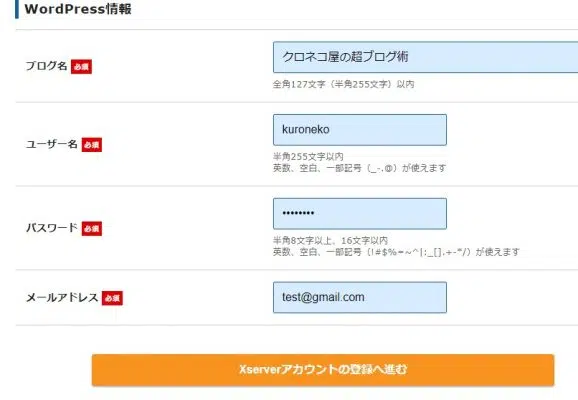 WordPress情報
ブログ名 必須
クロネコ屋の超ブログ術
全角127文字（半角255文字）以内
ユーザー名 必須
kuroneko
半角255文字以内
英数、空白、一部記号（_-.@）が使えます
パスワード 必須
••••••••
半角8文字以上、16文字以内
英数、空白、一部記号（!#$%=~^|:_[].+-*/）が使えます
メールアドレス 必須
test@gmail.com
Xserverアカウントの登録へ進む